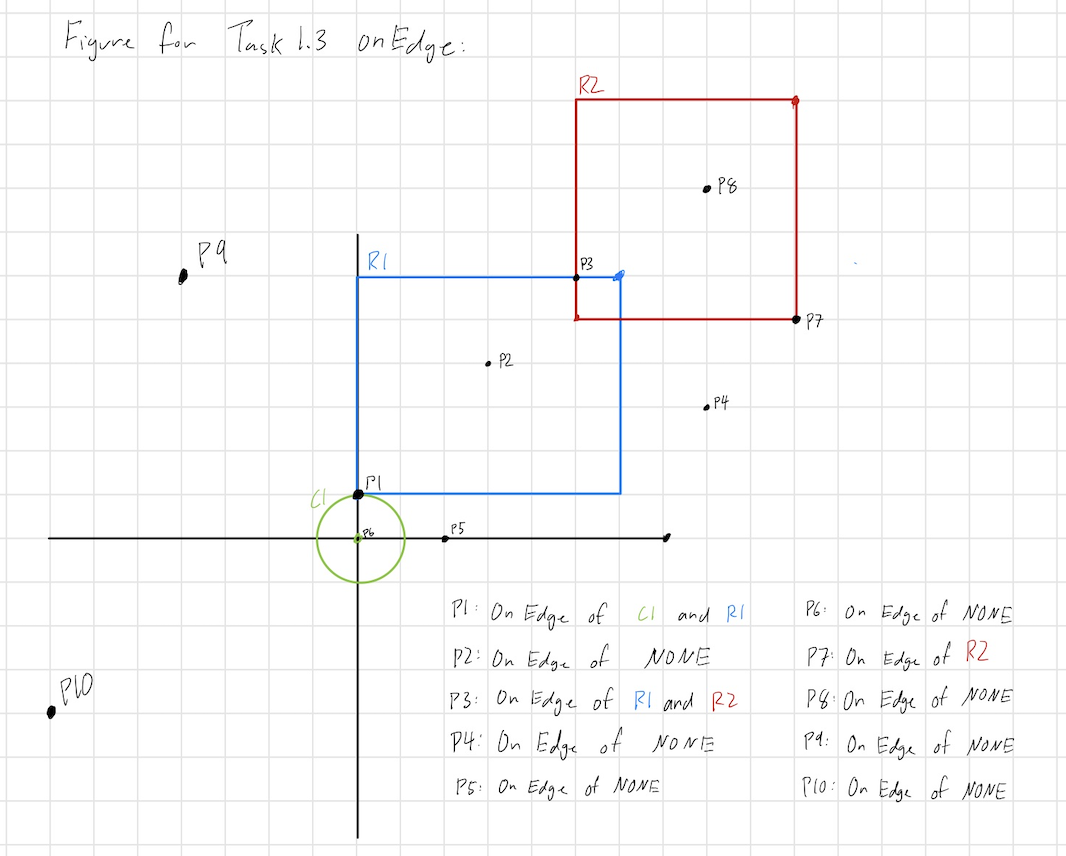 Figure for Task 1.3 onEdge:
R2
P8
P9
R1
P3
P7
P2
P4
P1
C1
P6
P5
P10
P1: On Edge of C1 and R1
P2: On Edge of NONE
P3: On Edge of R1 and R2
P4: On Edge of NONE
P5: On Edge of NONE
P6: On Edge of NONE
P7: On Edge of R2
P8: On Edge of NONE
P9: On Edge of NONE
P10: On Edge of NONE